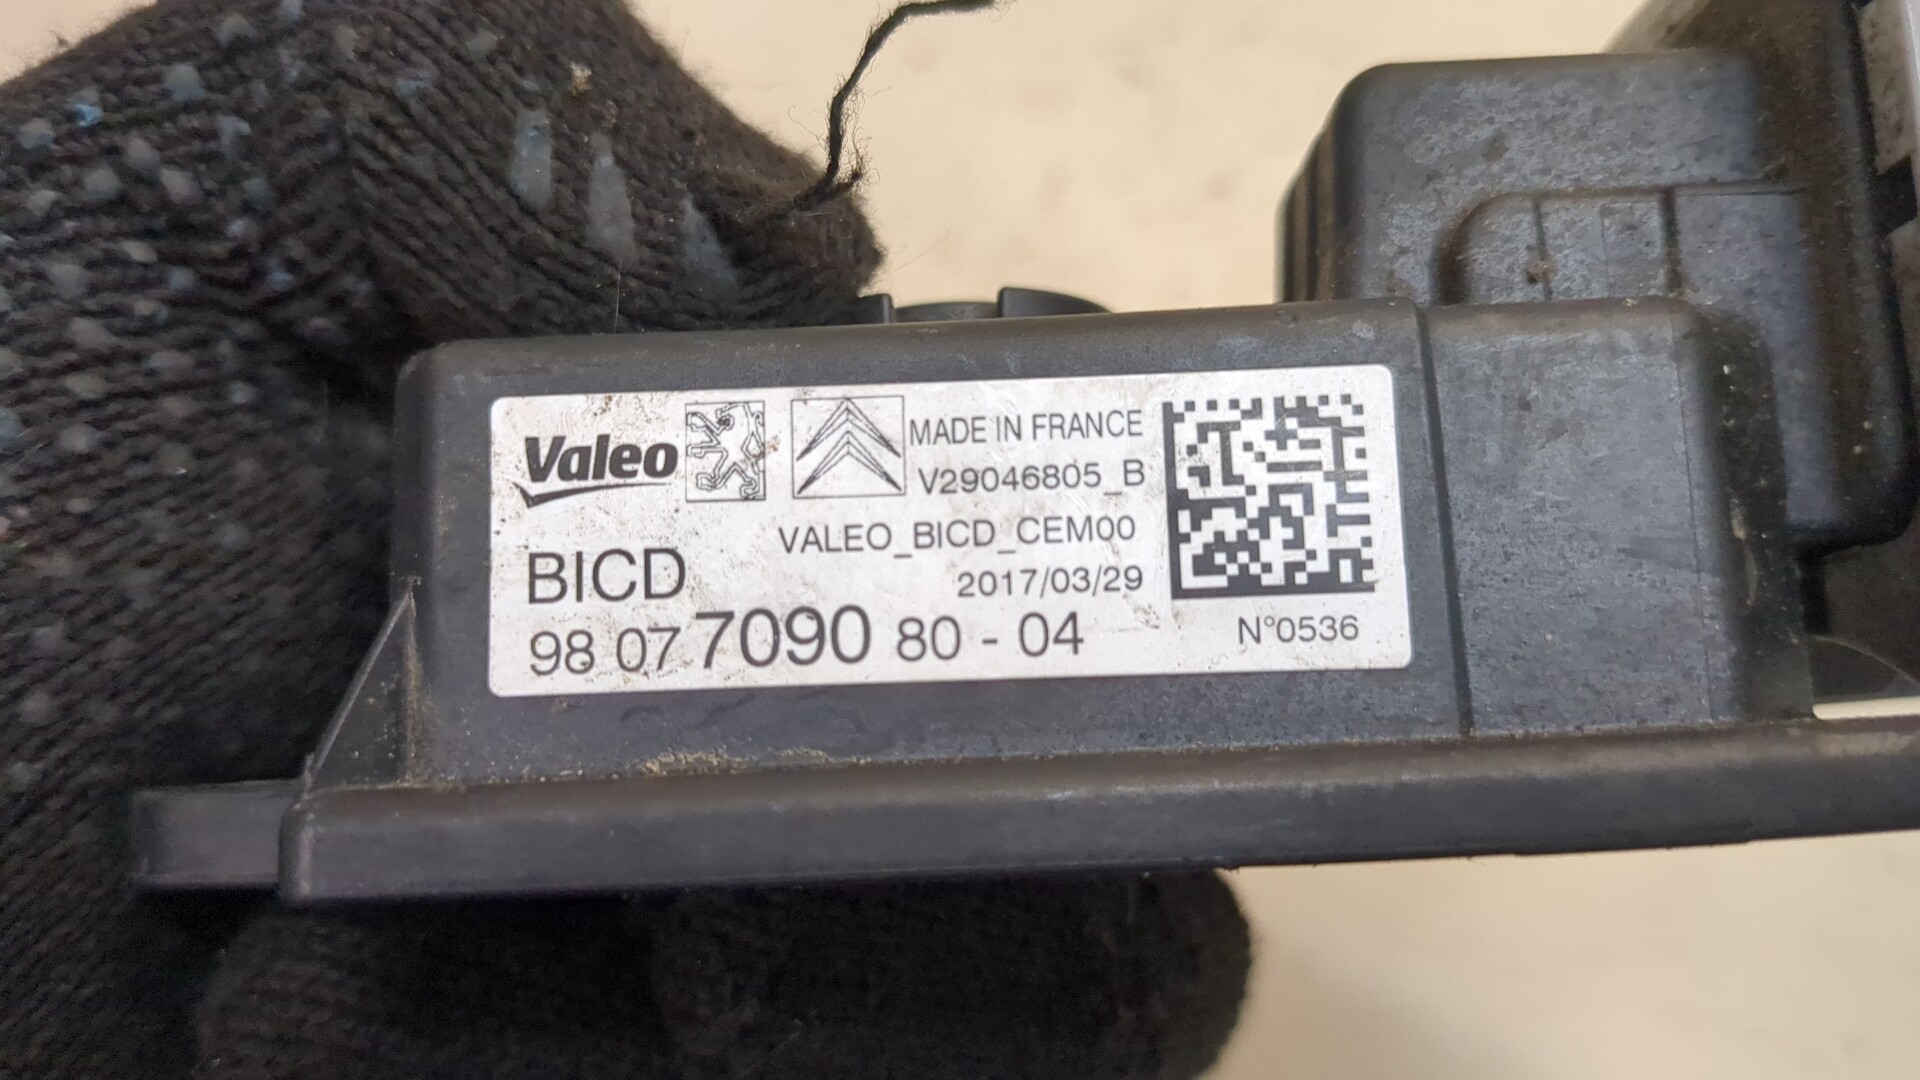 Valeo
MADE IN FRANCE
V29046805_B
VALEO_BICD_CEM00
BICD
2017/03/29
98 07 7090 80 - 04
N°0536